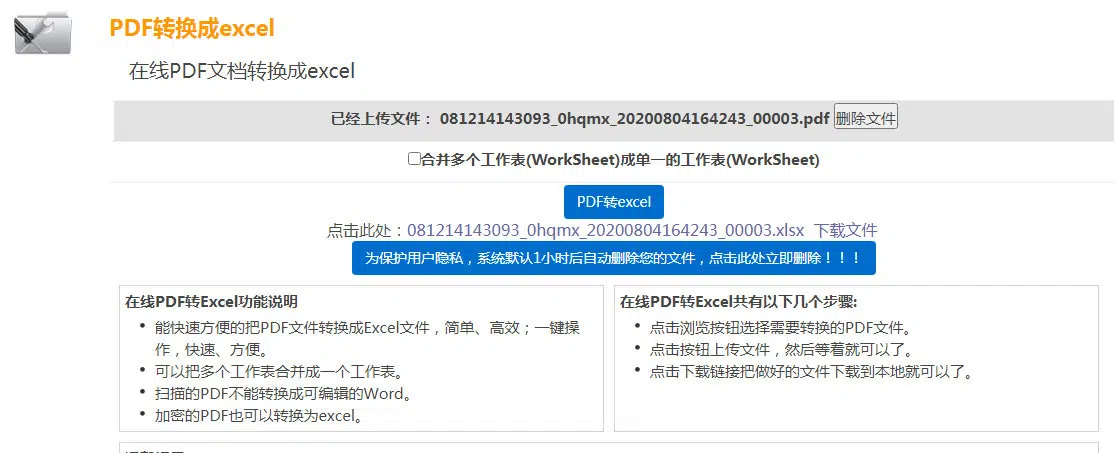 PDF转换成excel
在线PDF文档转换成excel
已经上传文件： 081214143093_0hqmx_20200804164243_00003.pdf 删除文件
合并多个工作表(WorkSheet)成单一的工作表(WorkSheet)
PDF转excel
点击此处：081214143093_0hqmx_20200804164243_00003.xlsx 下载文件
为保护用户隐私，系统默认1小时后自动删除您的文件，点击此处立即删除！！！
在线PDF转Excel功能说明
能快速方便的把PDF文件转换成Excel文件，简单、高效；一键操
作，快速、方便。
可以把多个工作表合并成一个工作表。
扫描的PDF不能转换成可编辑的Word。
加密的PDF也可以转换为excel。
在线PDF转Excel共有以下几个步骤:
点击浏览按钮选择需要转换的PDF文件。
点击按钮上传文件，然后等着就可以了。
点击下载链接把做好的文件下载到本地就可以了。